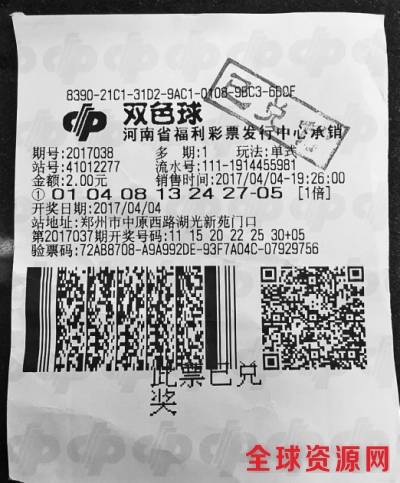 8390-21C1-31D2-9AC1-0108-9BC3-6DCE
已兑奖
双色球
河南省福利彩票发行中心承销
期号:2017038 多 期:1 玩法:单式
站号:41012277 流水号:111-1914455981
金额:2.00元 销售时间:2017/04/04-19:26:00
① 01 04 08 13 24 27-05 [1倍]
开奖日期:2017/04/04
站地址:郑州市中原西路湖光新苑门口
第2017037期开奖号码:11 15 20 22 25 30+05
验票码:72AB8708-A9A992DE-93F7A04C-07929756
此票已兑
奖
全球资源网